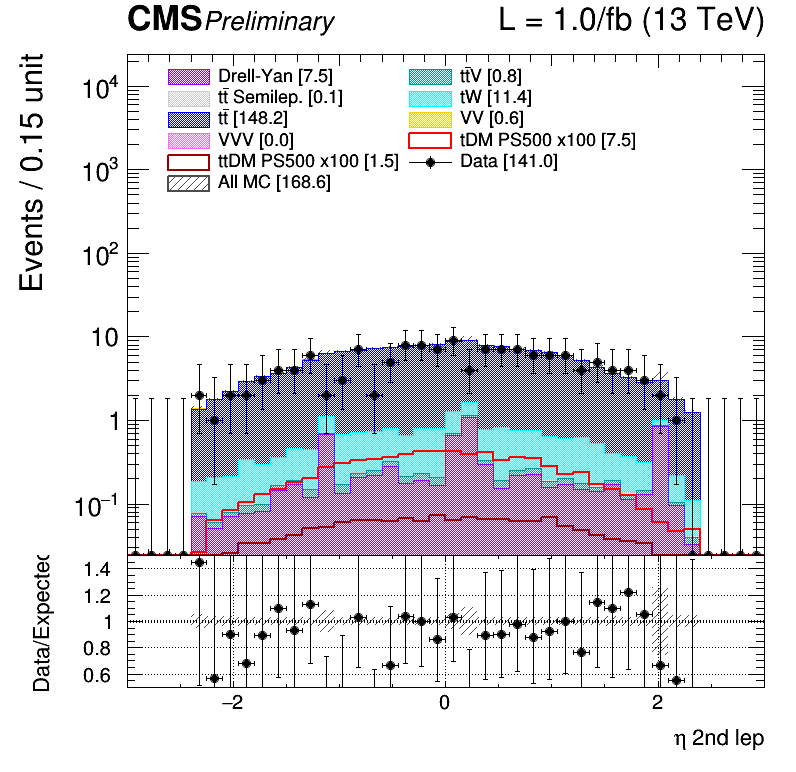 CMS Preliminary L = 1.0/fb (13 TeV)
Events / 0.15 unit
Drell-Yan [7.5] tt̄V [0.8]
tt̄ Semilep. [0.1] tW [11.4]
tt̄ [148.2] VV [0.6]
VVV [0.0] tDM PS500 x100 [7.5]
ttDM PS500 x100 [1.5] Data [141.0]
All MC [168.6]
10⁴
10³
10²
10
1
10⁻¹
Data/Expected
1.4
1.2
1
0.8
0.6
−2 0 2
η 2nd lep